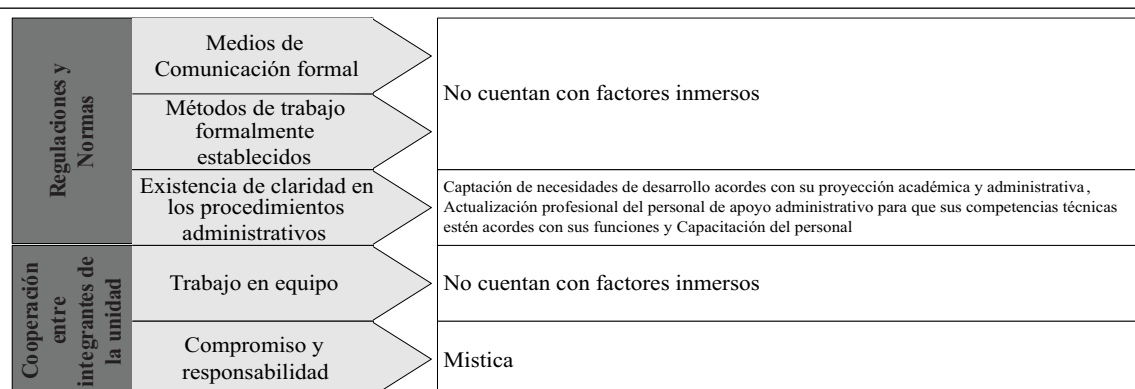 Regulaciones y
Normas
Medios de
Comunicación formal
Métodos de trabajo
formalmente
establecidos
No cuentan con factores inmersos
Existencia de claridad en
los procedimientos
administrativos
Captación de necesidades de desarrollo acordes con su proyección académica y administrativa,
Actualización profesional del personal de apoyo administrativo para que sus competencias técnicas
estén acordes con sus funciones y Capacitación del personal
Cooperación
entre
integrantes de
la unidad
Trabajo en equipo
No cuentan con factores inmersos
Compromiso y
responsabilidad
Mistica